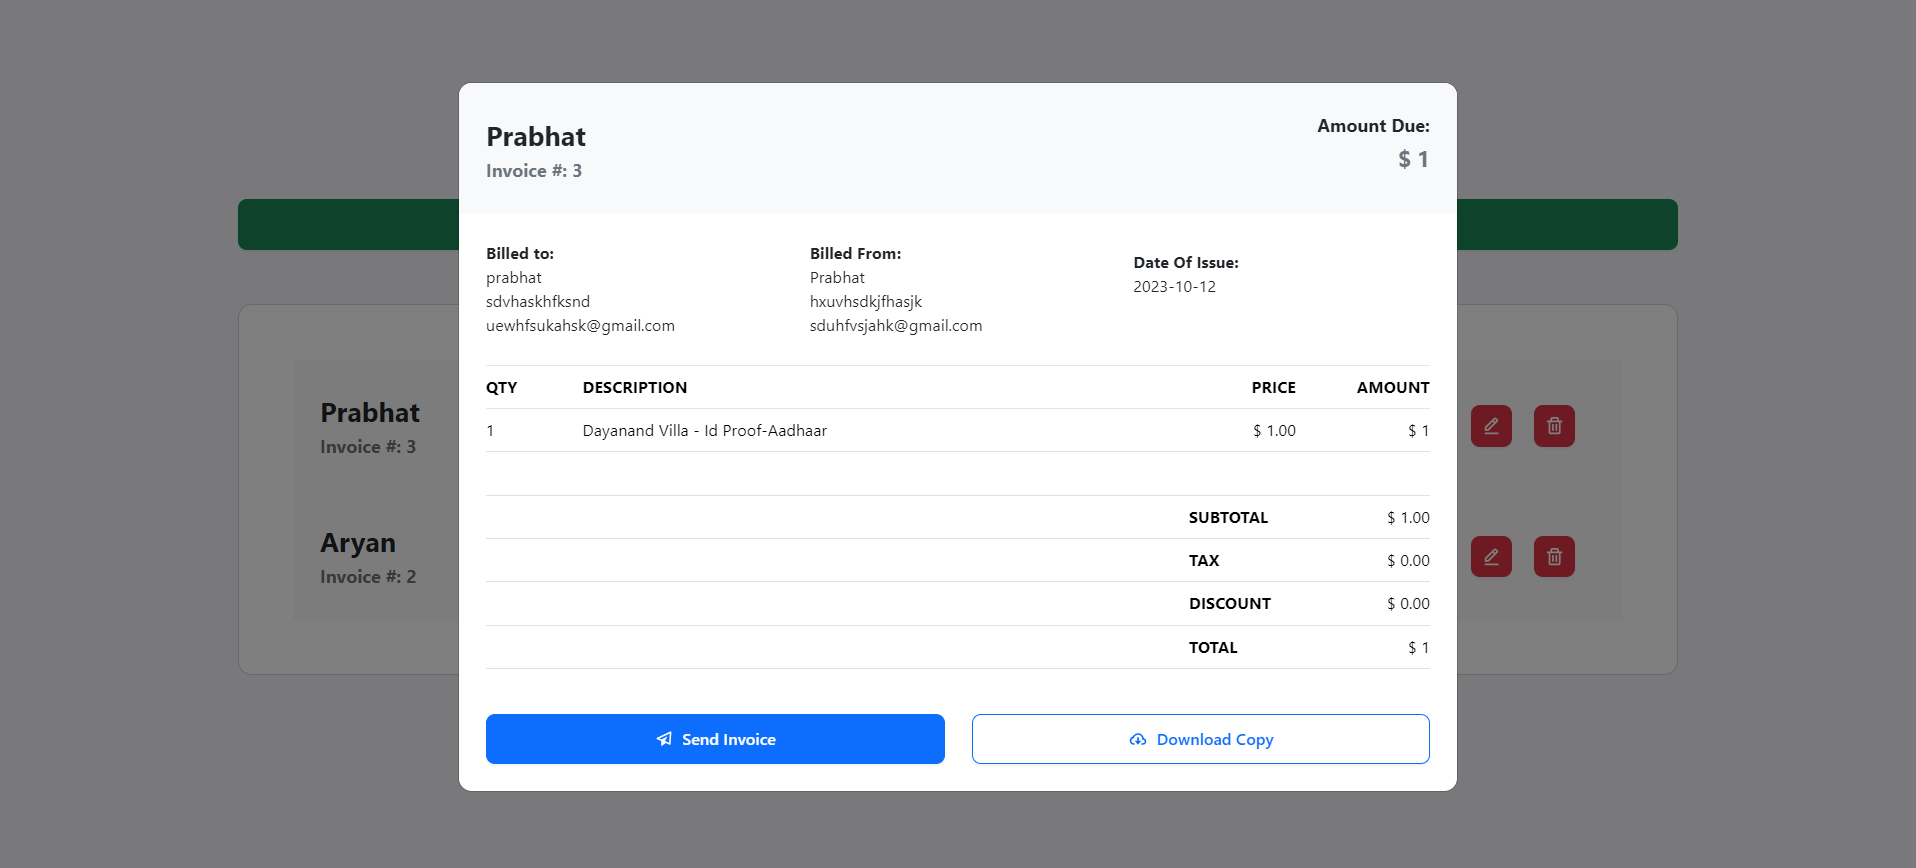 Prabhat
Invoice #: 3
Amount Due:
$ 1
Billed to:
prabhat
sdvhaskhfksnd
uewhfsukahsk@gmail.com
Billed From:
Prabhat
hxuvhsdkjfhasjk
sduhfvsjahk@gmail.com
Date Of Issue:
2023-10-12
QTY DESCRIPTION PRICE AMOUNT
1 Dayanand Villa - Id Proof-Aadhaar $ 1.00 $ 1
SUBTOTAL $ 1.00
TAX $ 0.00
DISCOUNT $ 0.00
TOTAL $ 1
Send Invoice
Download Copy
Prabhat
Invoice #: 3
Aryan
Invoice #: 2